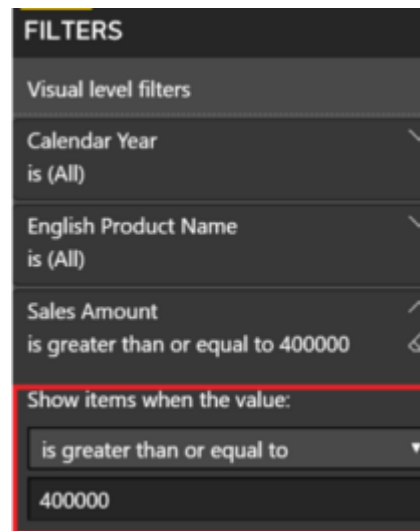 FILTERS
Visual level filters
Calendar Year
is (All)
English Product Name
is (All)
Sales Amount
is greater than or equal to 400000
Show items when the value:
is greater than or equal to
400000